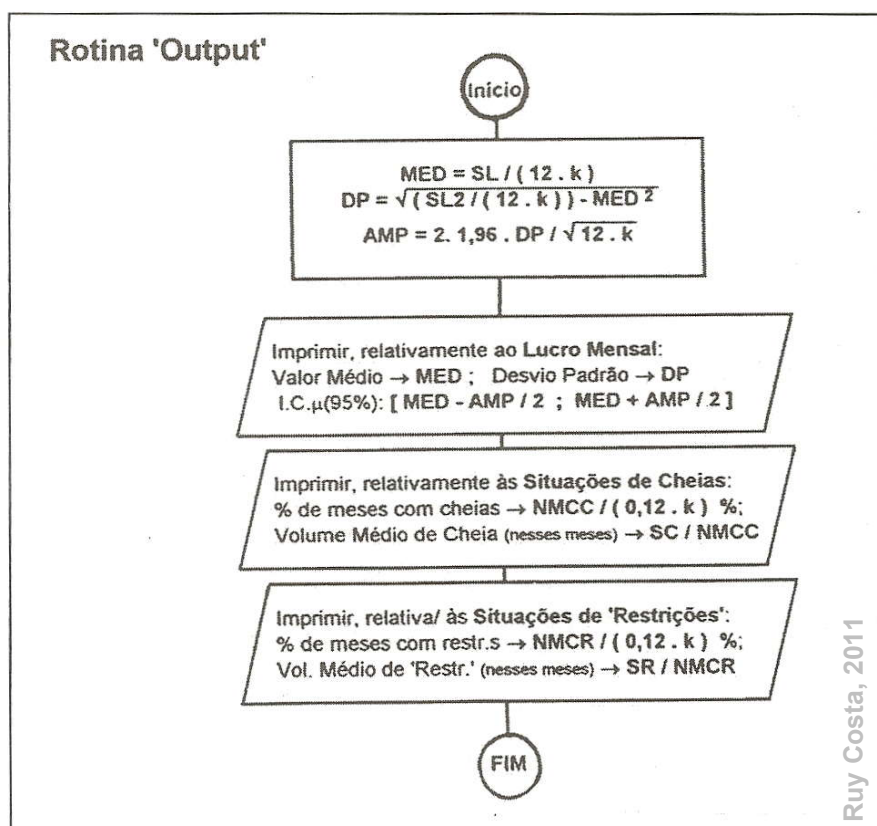 Rotina 'Output'
Início
MED = SL / ( 12 . k )
DP = √( SL2 / ( 12 . k ) ) - MED ²
AMP = 2. 1,96 . DP / √12 . k
Imprimir, relativamente ao Lucro Mensal:
Valor Médio → MED ; Desvio Padrão → DP
I.C.μ(95%): [ MED - AMP / 2 ; MED + AMP / 2 ]
Imprimir, relativamente às Situações de Cheias:
% de meses com cheias → NMCC / ( 0,12 . k ) %;
Volume Médio de Cheia (nesses meses) → SC / NMCC
Imprimir, relativa/ às Situações de 'Restrições':
% de meses com restr.s → NMCR / ( 0,12 . k ) %;
Vol. Médio de 'Restr.' (nesses meses) → SR / NMCR
FIM
Ruy Costa, 2011